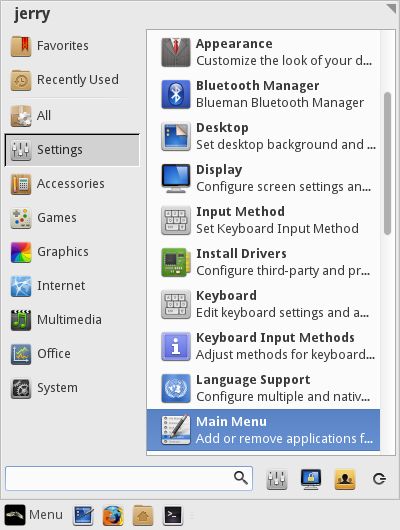 jerry
Favorites
Recently Used
All
Settings
Accessories
Games
Graphics
Internet
Multimedia
Office
System
Appearance
Customize the look of your d...
Bluetooth Manager
Blueman Bluetooth Manager
Desktop
Set desktop background and ...
Display
Configure screen settings an...
Input Method
Set Keyboard Input Method
Install Drivers
Configure third-party and pr...
Keyboard
Edit keyboard settings and a...
Keyboard Input Methods
Adjust methods for keyboard...
Language Support
Configure multiple and nativ...
Main Menu
Add or remove applications f...
Menu